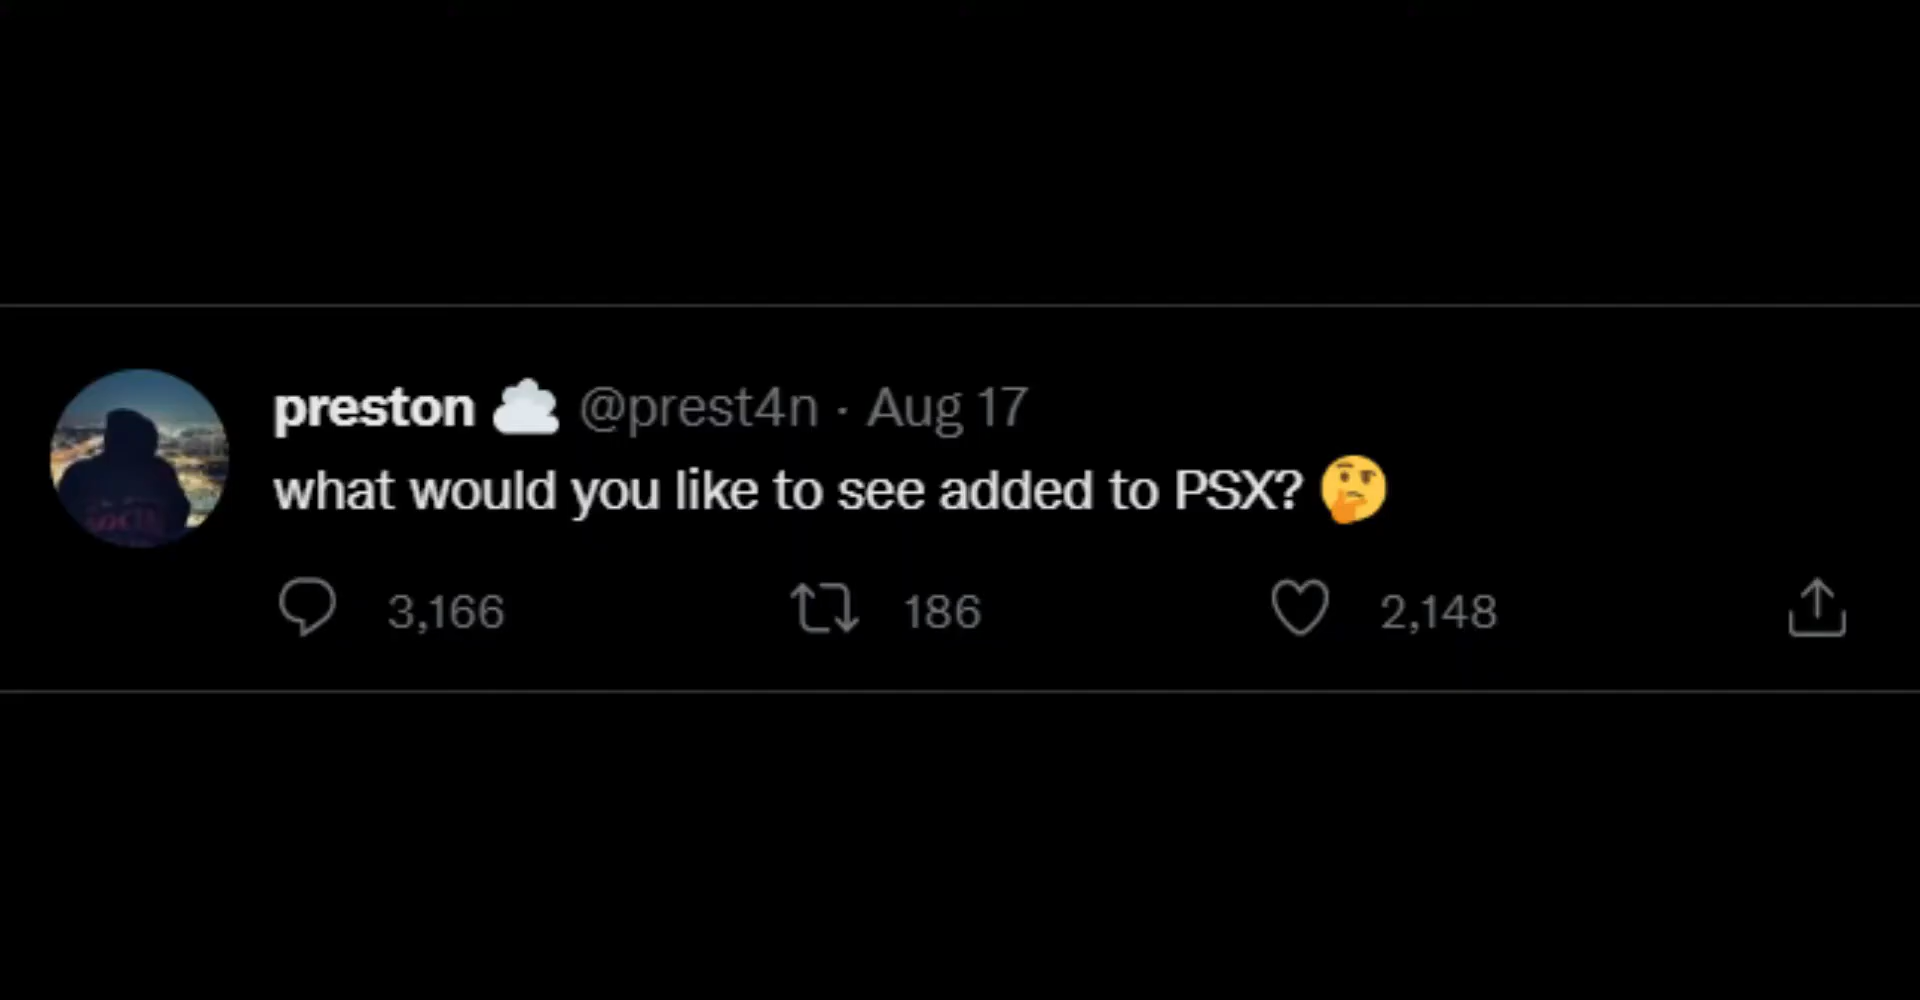 preston ☁️ @prest4n · Aug 17
what would you like to see added to PSX? 🤔
3,166 186 2,148